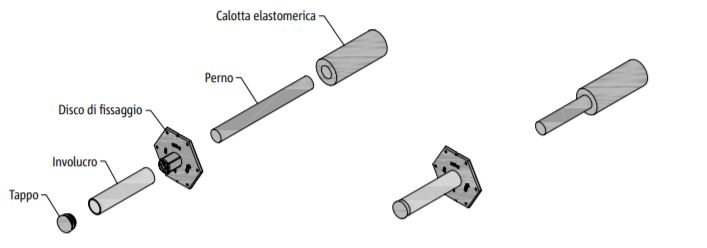 Calotta elastomerica
Perno
Disco di fissaggio
Involucro
Tappo